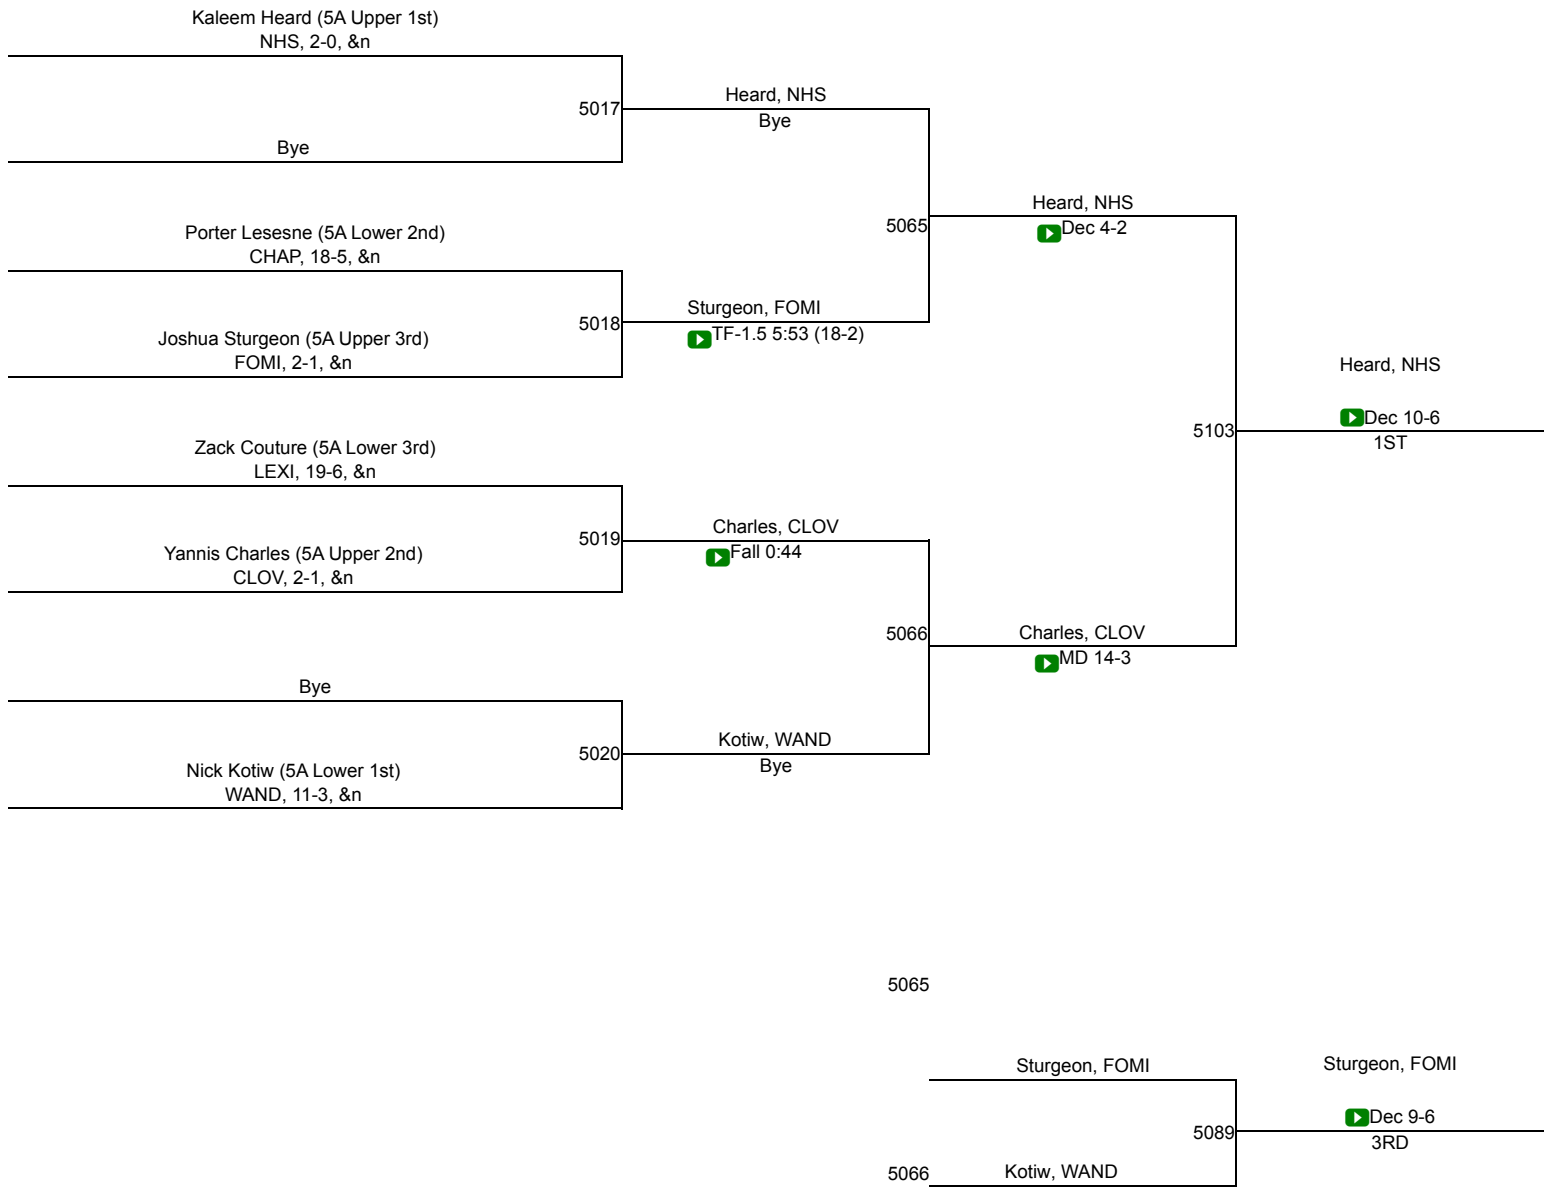 Kaleem Heard (5A Upper 1st)
NHS, 2-0, &n
5017
Heard, NHS
Bye
Bye
Porter Lesesne (5A Lower 2nd)
CHAP, 18-5, &n
5065
Heard, NHS
Dec 4-2
5018
Sturgeon, FOMI
TF-1.5 5:53 (18-2)
Joshua Sturgeon (5A Upper 3rd)
FOMI, 2-1, &n
Heard, NHS
Dec 10-6
5103
1ST
Zack Couture (5A Lower 3rd)
LEXI, 19-6, &n
5019
Charles, CLOV
Fall 0:44
Yannis Charles (5A Upper 2nd)
CLOV, 2-1, &n
5066
Charles, CLOV
MD 14-3
Bye
5020
Kotiw, WAND
Bye
Nick Kotiw (5A Lower 1st)
WAND, 11-3, &n
5065
Sturgeon, FOMI
Sturgeon, FOMI
Dec 9-6
5089
3RD
5066
Kotiw, WAND